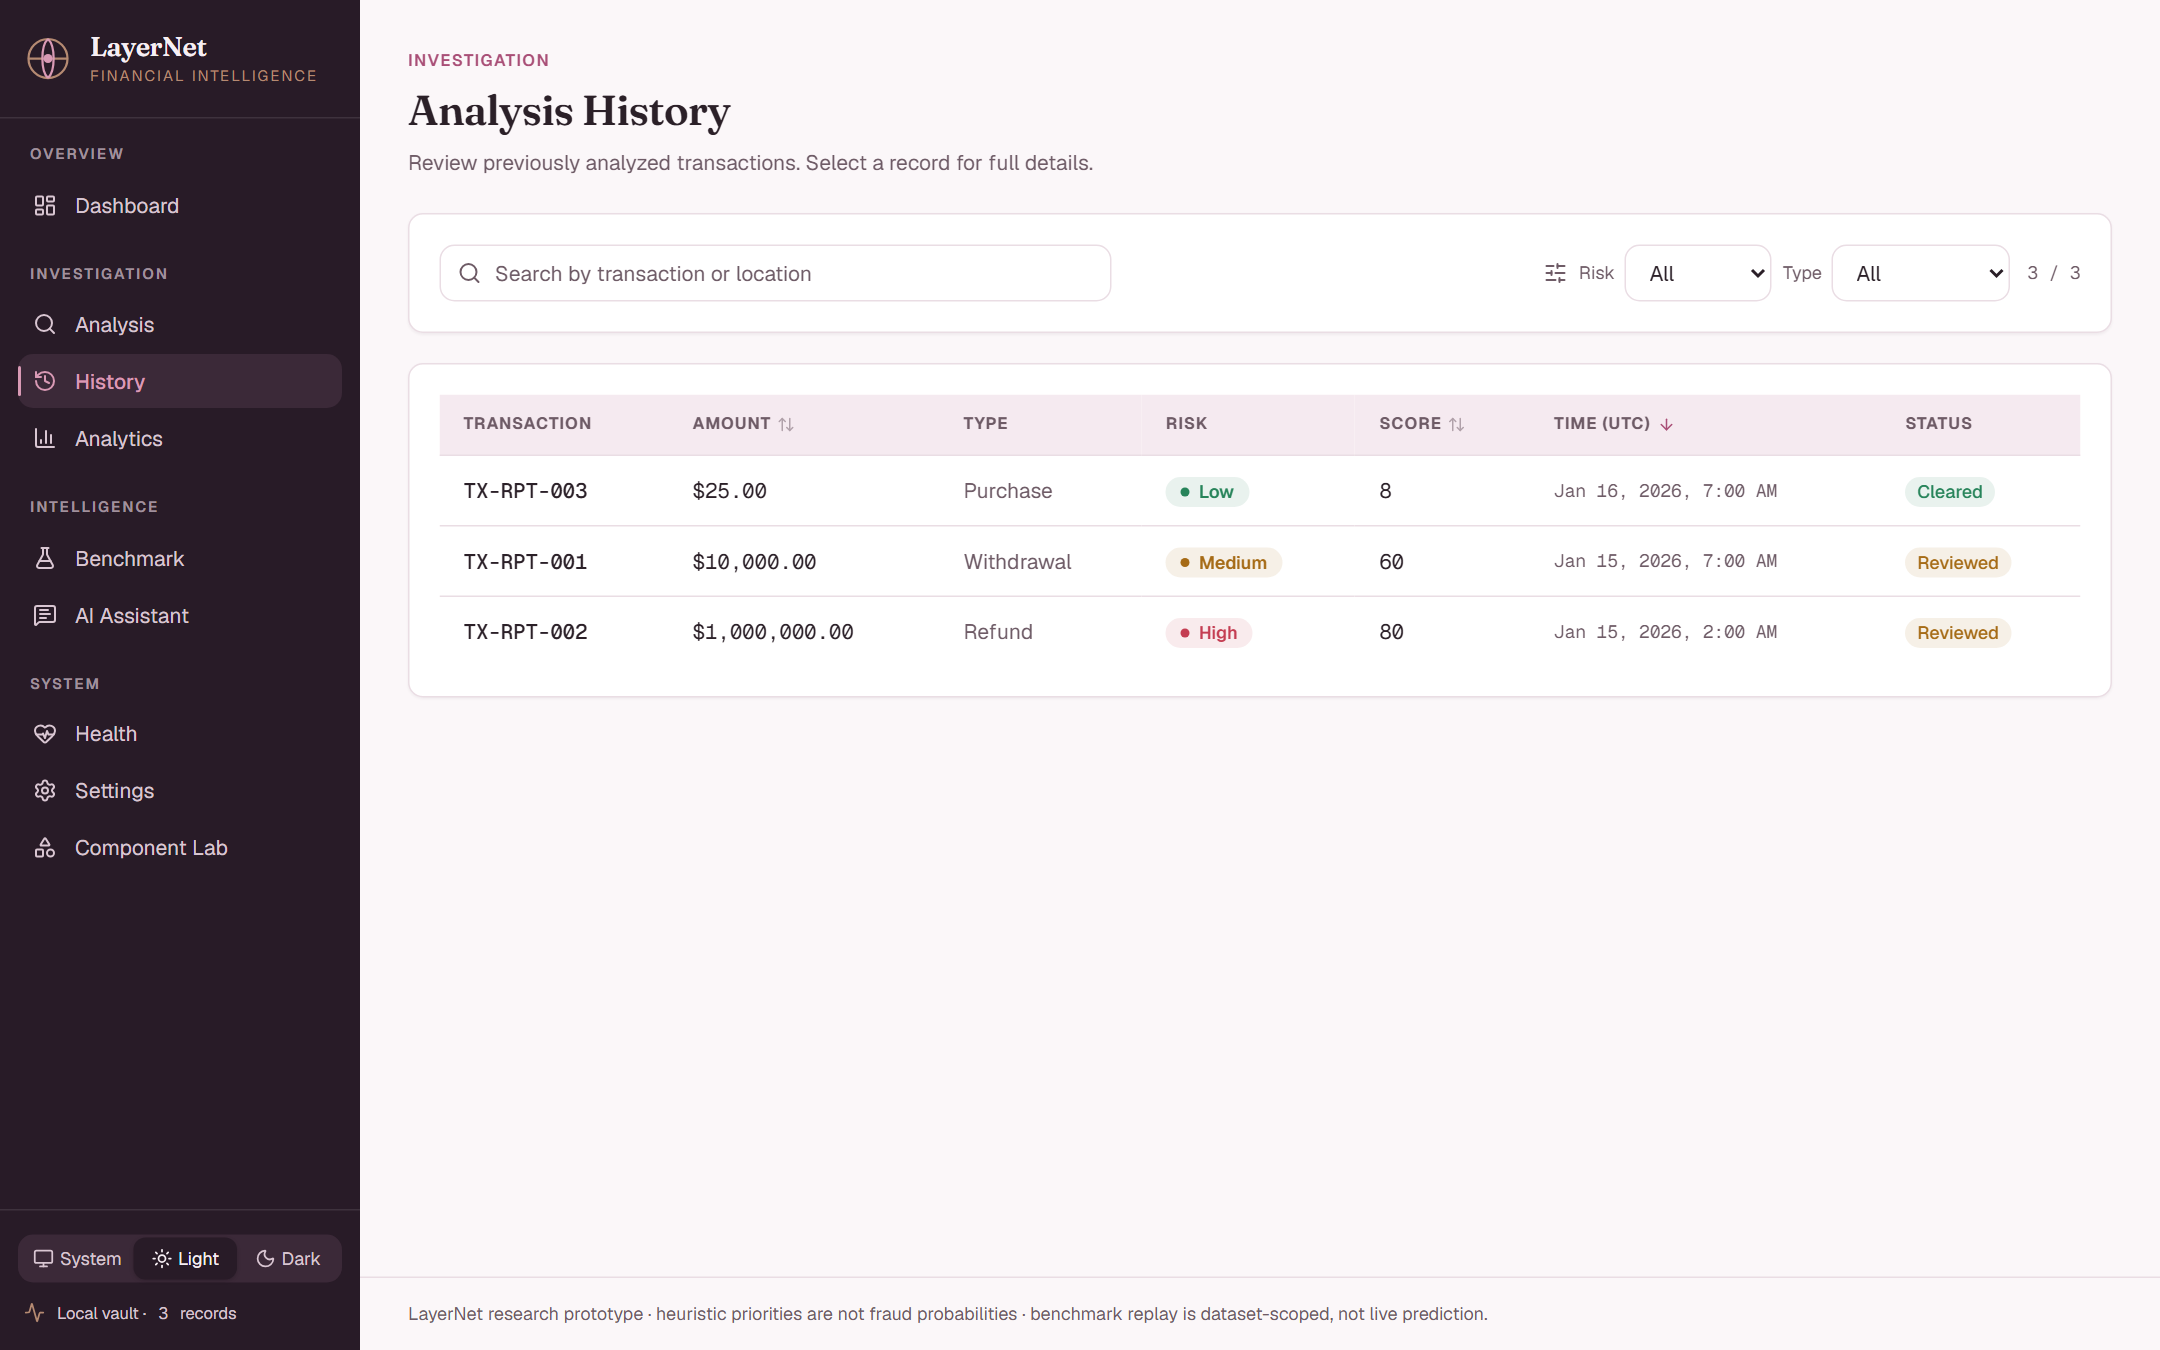 LayerNet
FINANCIAL INTELLIGENCE
OVERVIEW
Dashboard
INVESTIGATION
Analysis
History
Analytics
INTELLIGENCE
Benchmark
AI Assistant
SYSTEM
Health
Settings
Component Lab
System Light Dark
Local vault · 3 records
INVESTIGATION
Analysis History
Review previously analyzed transactions. Select a record for full details.
Search by transaction or location Risk All Type All 3 / 3
TRANSACTION AMOUNT TYPE RISK SCORE TIME (UTC) STATUS
TX-RPT-003 $25.00 Purchase Low 8 Jan 16, 2026, 7:00 AM Cleared
TX-RPT-001 $10,000.00 Withdrawal Medium 60 Jan 15, 2026, 7:00 AM Reviewed
TX-RPT-002 $1,000,000.00 Refund High 80 Jan 15, 2026, 2:00 AM Reviewed
LayerNet research prototype · heuristic priorities are not fraud probabilities · benchmark replay is dataset-scoped, not live prediction.